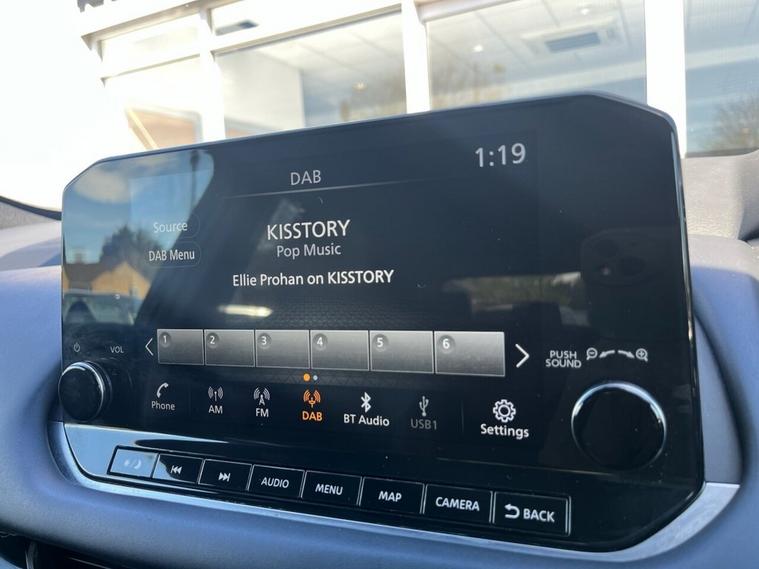 DAB
1:19
Source
KISSTORY
Pop Music
DAB Menu
Ellie Prohan on KISSTORY
1 2 3 4 5 6
VOL
PUSH
SOUND
Phone
AM
FM
DAB
BT Audio
USB1
Settings
AUDIO
MENU
MAP
CAMERA
BACK